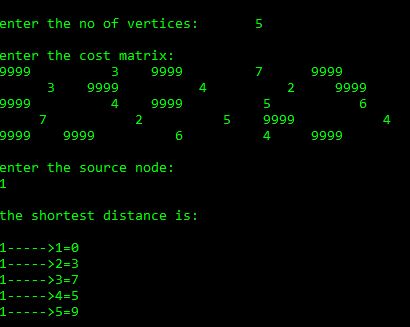 enter the no of vertices: 5
enter the cost matrix:
9999 3 9999 7 9999
3 9999 4 2 9999
9999 4 9999 5 6
7 2 5 9999 4
9999 9999 6 4 9999
enter the source node:
1
the shortest distance is:
1----->1=0
1----->2=3
1----->3=7
1----->4=5
1----->5=9